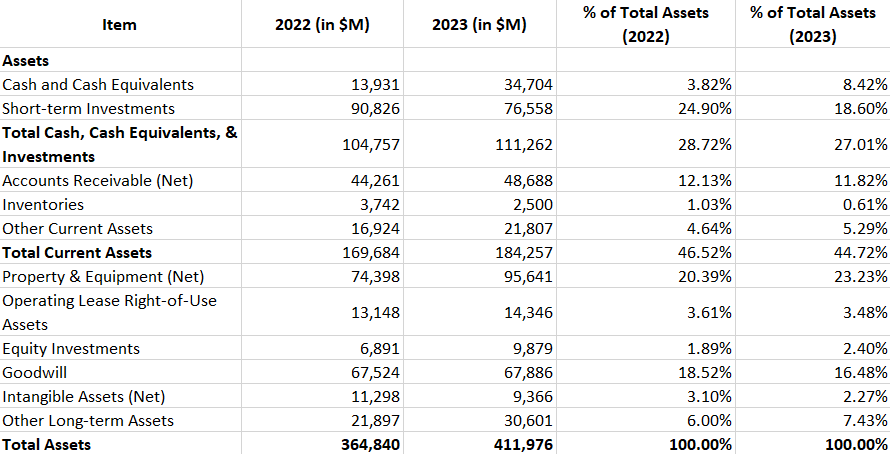 Item 2022 (in $M) 2023 (in $M) % of Total Assets (2022) % of Total Assets (2023)
Assets
Cash and Cash Equivalents 13,931 34,704 3.82% 8.42%
Short-term Investments 90,826 76,558 24.90% 18.60%
Total Cash, Cash Equivalents, &
Investments 104,757 111,262 28.72% 27.01%
Accounts Receivable (Net) 44,261 48,688 12.13% 11.82%
Inventories 3,742 2,500 1.03% 0.61%
Other Current Assets 16,924 21,807 4.64% 5.29%
Total Current Assets 169,684 184,257 46.52% 44.72%
Property & Equipment (Net) 74,398 95,641 20.39% 23.23%
Operating Lease Right-of-Use
Assets 13,148 14,346 3.61% 3.48%
Equity Investments 6,891 9,879 1.89% 2.40%
Goodwill 67,524 67,886 18.52% 16.48%
Intangible Assets (Net) 11,298 9,366 3.10% 2.27%
Other Long-term Assets 21,897 30,601 6.00% 7.43%
Total Assets 364,840 411,976 100.00% 100.00%